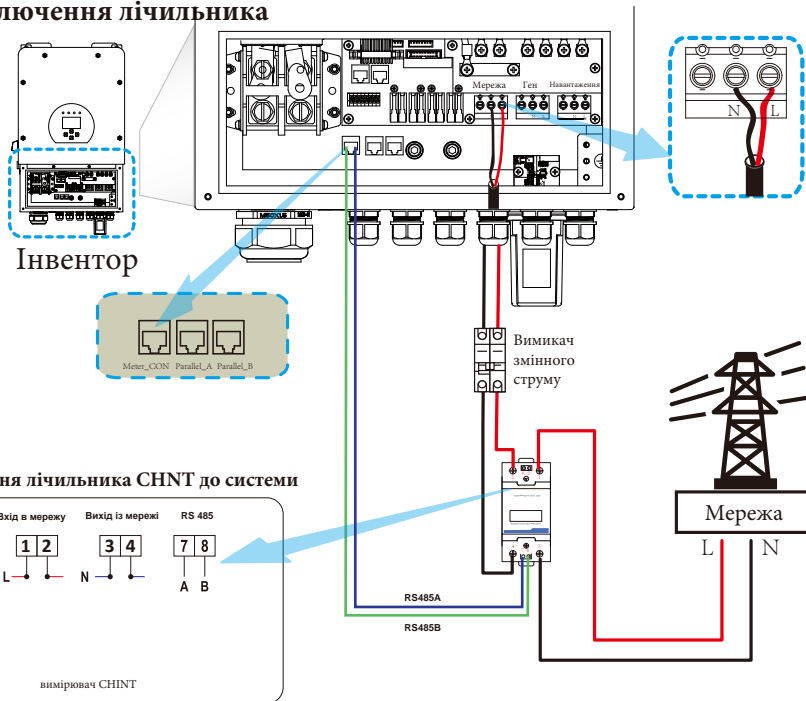 лючення лічильника
Мережа Ген Навантаження
N L
Інвентор
Meter_CON Parallel_A Parallel_B
Вимикач
змінного
струму
ня лічильника CHNT до системи
Вхід в мережу Вихід із мережі RS 485
1 2 3 4 7 8
L N A B
Мережа
L N
RS485A
RS485B
вимірювач CHINT